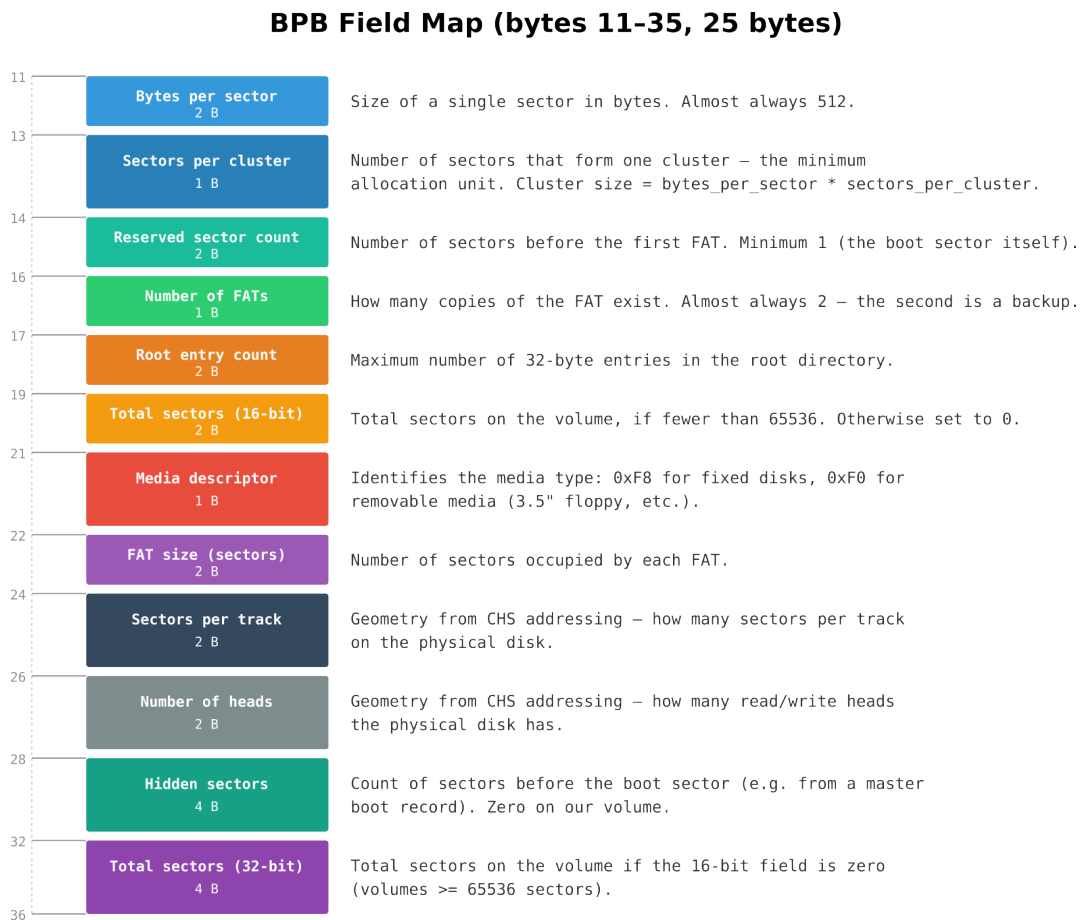 BPB Field Map (bytes 11–35, 25 bytes)
11
Bytes per sector
2 B
Size of a single sector in bytes. Almost always 512.
13
Sectors per cluster
1 B
Number of sectors that form one cluster — the minimum
allocation unit. Cluster size = bytes_per_sector * sectors_per_cluster.
14
Reserved sector count
2 B
Number of sectors before the first FAT. Minimum 1 (the boot sector itself).
16
Number of FATs
1 B
How many copies of the FAT exist. Almost always 2 — the second is a backup.
17
Root entry count
2 B
Maximum number of 32-byte entries in the root directory.
19
Total sectors (16-bit)
2 B
Total sectors on the volume, if fewer than 65536. Otherwise set to 0.
21
Media descriptor
1 B
Identifies the media type: 0xF8 for fixed disks, 0xF0 for
removable media (3.5" floppy, etc.).
22
FAT size (sectors)
2 B
Number of sectors occupied by each FAT.
24
Sectors per track
2 B
Geometry from CHS addressing — how many sectors per track
on the physical disk.
26
Number of heads
2 B
Geometry from CHS addressing — how many read/write heads
the physical disk has.
28
Hidden sectors
4 B
Count of sectors before the boot sector (e.g. from a master
boot record). Zero on our volume.
32
Total sectors (32-bit)
4 B
Total sectors on the volume if the 16-bit field is zero
(volumes >= 65536 sectors).
36